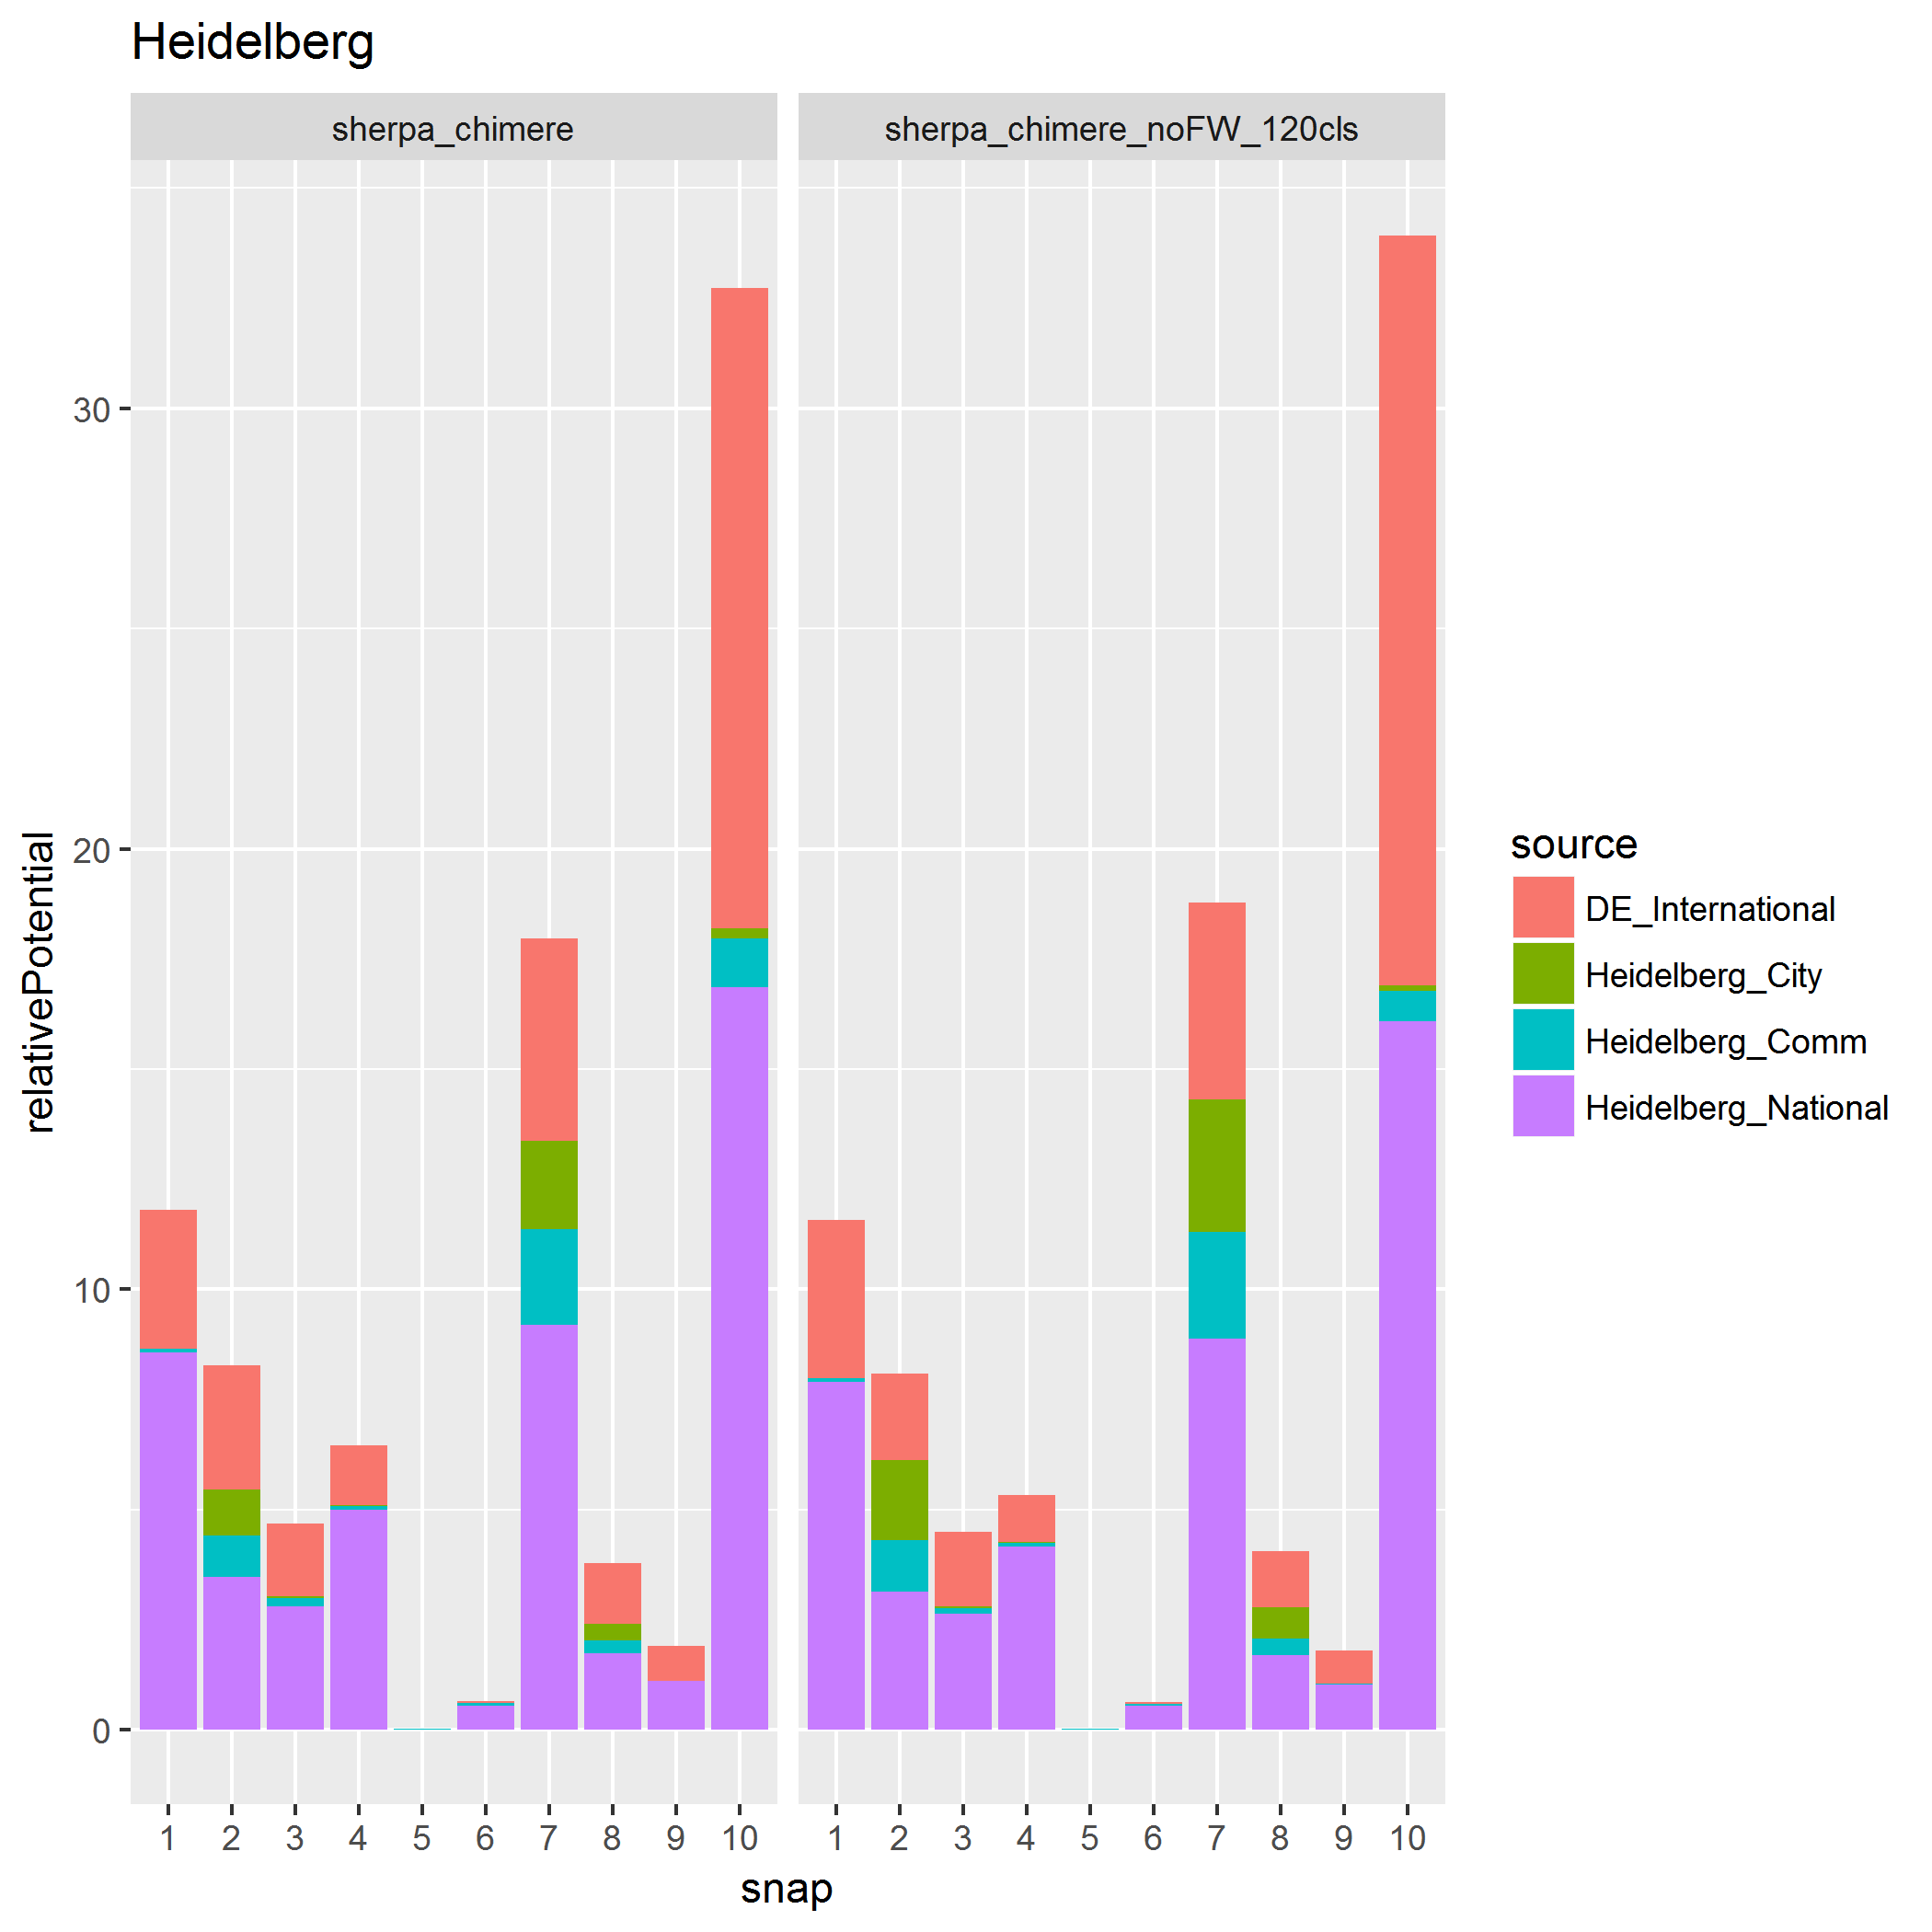 Heidelberg
sherpa_chimere
sherpa_chimere_noFW_120cls
relativePotential
30
20
10
0
1 2 3 4 5 6 7 8 9 10
1 2 3 4 5 6 7 8 9 10
snap
source
DE_International
Heidelberg_City
Heidelberg_Comm
Heidelberg_National